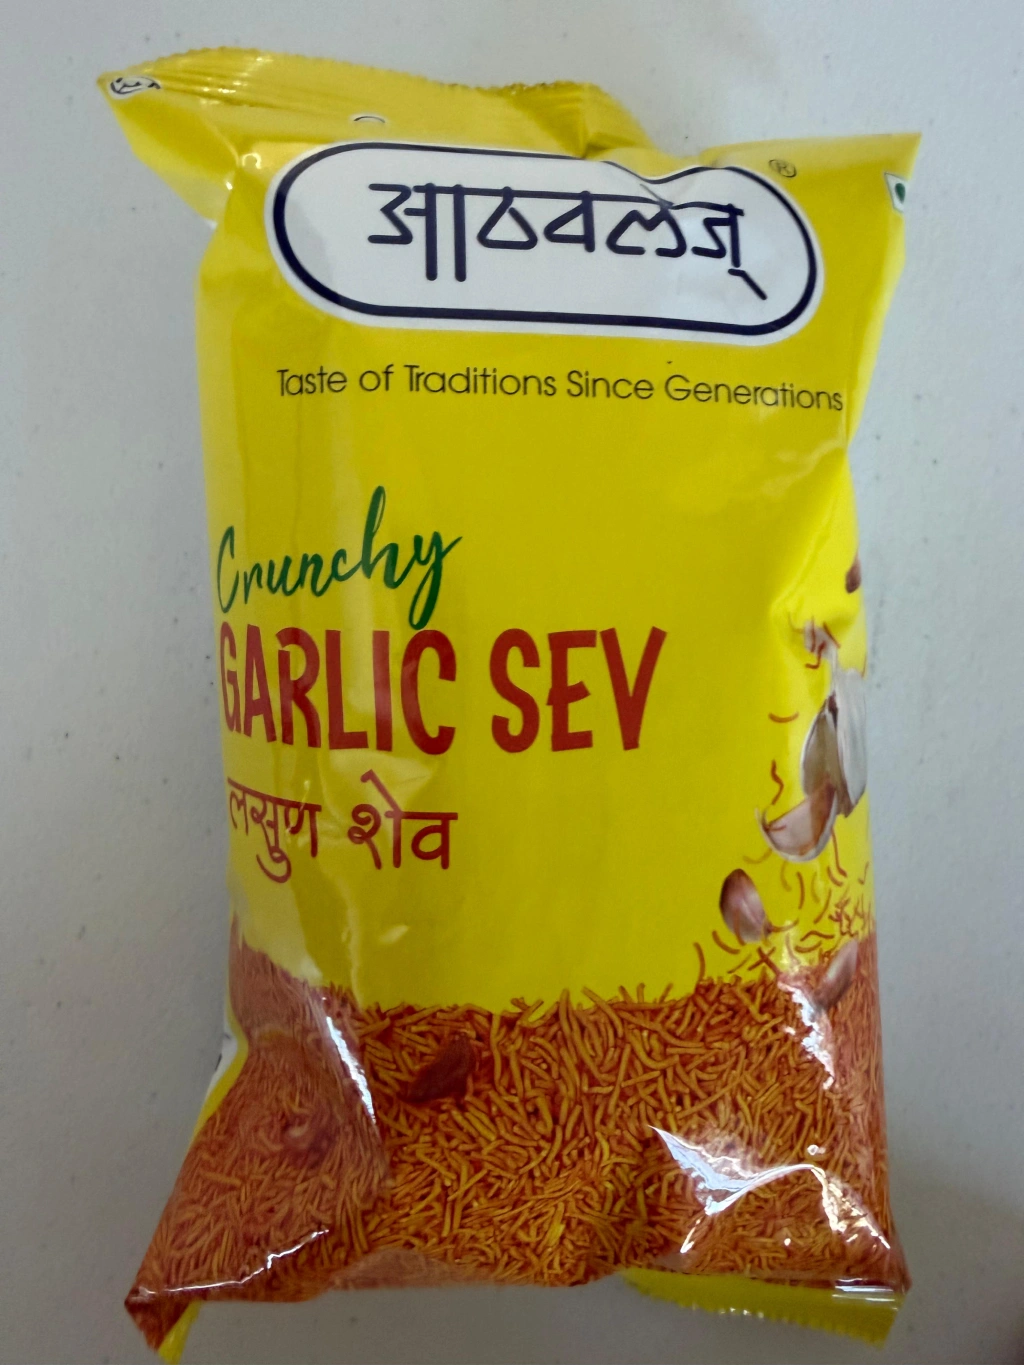 आठवलेज्
®
Taste of Traditions Since Generations
Crunchy
GARLIC SEV
लसुण शेव